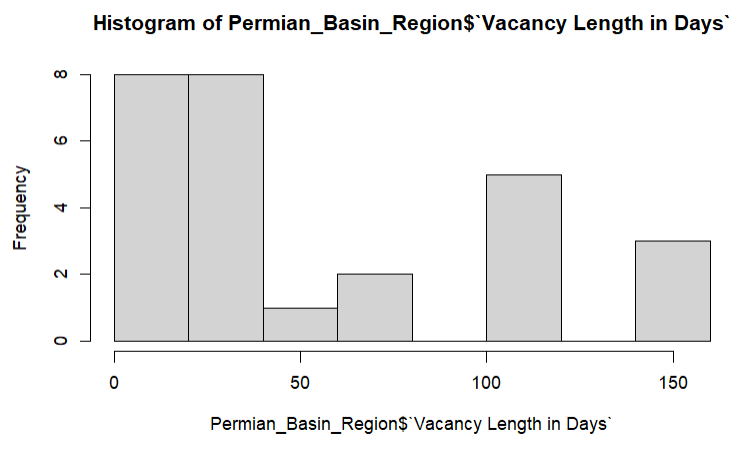 Histogram of Permian_Basin_Region$`Vacancy Length in Days`
Frequency
8
6
4
2
0
0 50 100 150
Permian_Basin_Region$`Vacancy Length in Days`